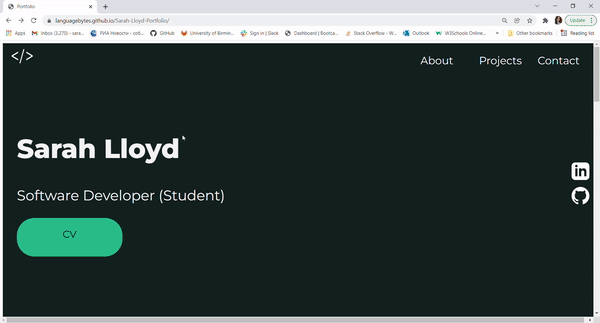 Portfolio
languagebytes.github.io/Sarah-Lloyd-Portfolio/
Update
Apps
M Inbox (3,270) - sara...
РИА Новости - соб...
GitHub
University of Birmin...
Sign in | Slack
Dashboard | Bootca...
Stack Overflow - W...
Outlook
W3Schools Online W...
»
Other bookmarks
Reading list
</>
About
Projects
Contact
Sarah Lloyd
in
Software Developer (Student)
CV